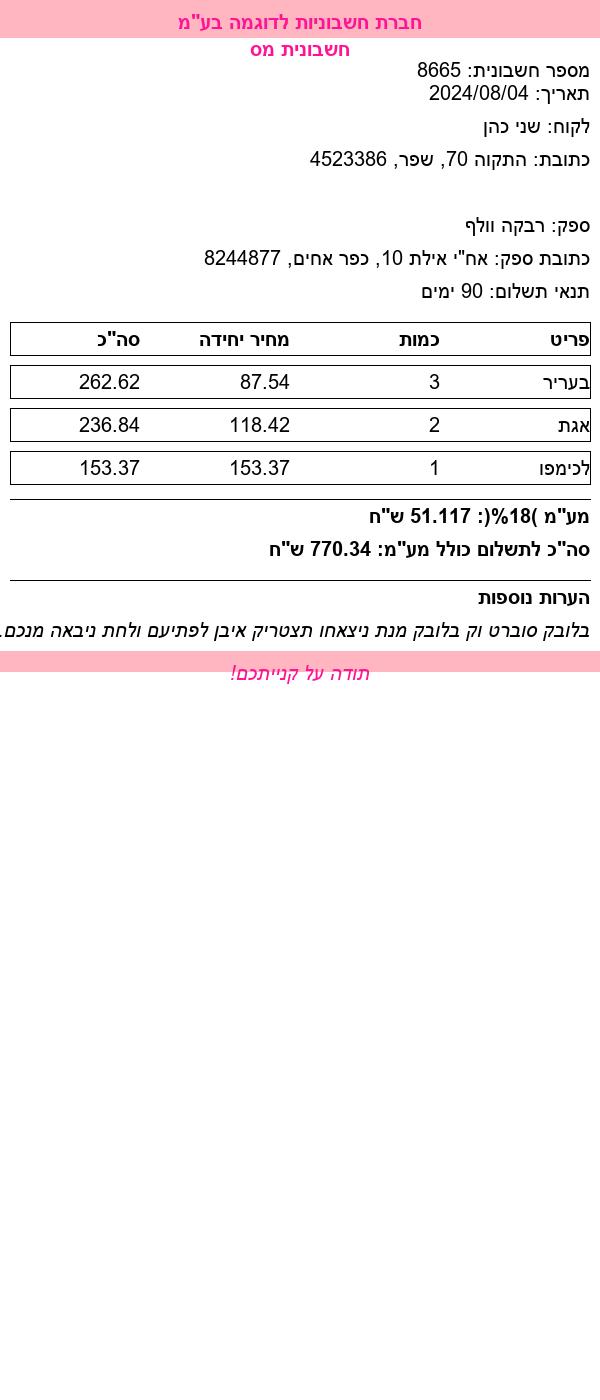 חברת חשבוניות לדוגמה בע"מ
חשבונית מס
מספר חשבונית: 8665
תאריך: 2024/08/04
לקוח: שני כהן
כתובת: התקוה 70, שפר, 4523386
ספק: רבקה וולף
כתובת ספק: אח"י אילת 10, כפר אחים, 8244877
תנאי תשלום: 90 ימים
פריט כמות מחיר יחידה סה"כ
בעריר 3 87.54 262.62
אגת 2 118.42 236.84
לכימפו 1 153.37 153.37
מע"מ )18%(: 51.117 ש"ח
סה"כ לתשלום כולל מע"מ: 770.34 ש"ח
הערות נוספות
בלובק סוברט וק בלובק מנת ניצאחו תצטריק איבן לפתיעם ולחת ניבאה מנכם.
תודה על קנייתכם!